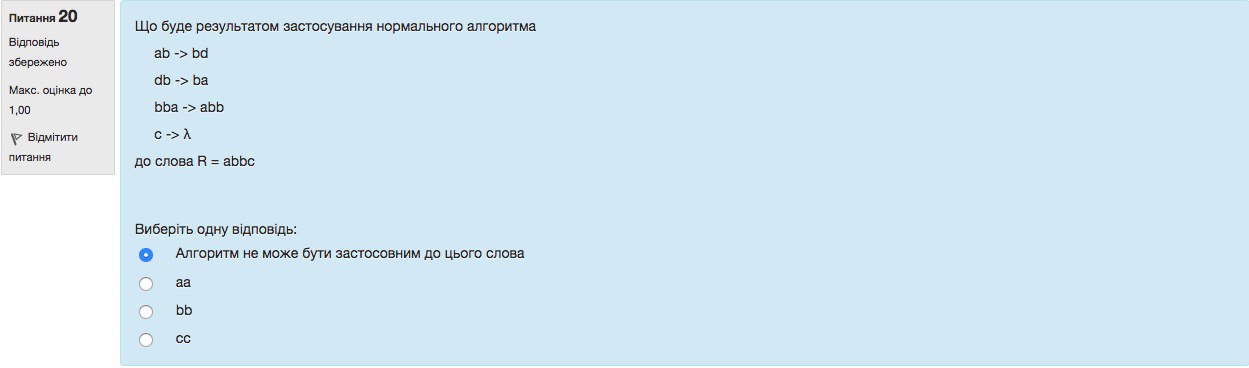 Питання 20
Відповідь
збережено
Макс. оцінка до
1,00
Відмітити
питання
Що буде результатом застосування нормального алгоритма
ab -> bd
db -> ba
bba -> abb
c -> λ
до слова R = abbc
Виберіть одну відповідь:
Алгоритм не може бути застосовним до цього слова
aa
bb
cc